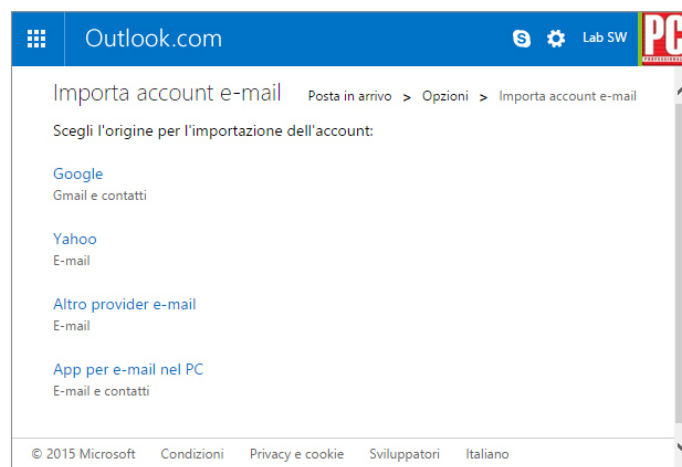 Outlook.com
Lab SW
PC
PROFESSIONALE
Importa account e-mail
Posta in arrivo > Opzioni > Importa account e-mail
Scegli l'origine per l'importazione dell'account:
Google
Gmail e contatti
Yahoo
E-mail
Altro provider e-mail
E-mail
App per e-mail nel PC
E-mail e contatti
© 2015 Microsoft Condizioni Privacy e cookie Sviluppatori Italiano